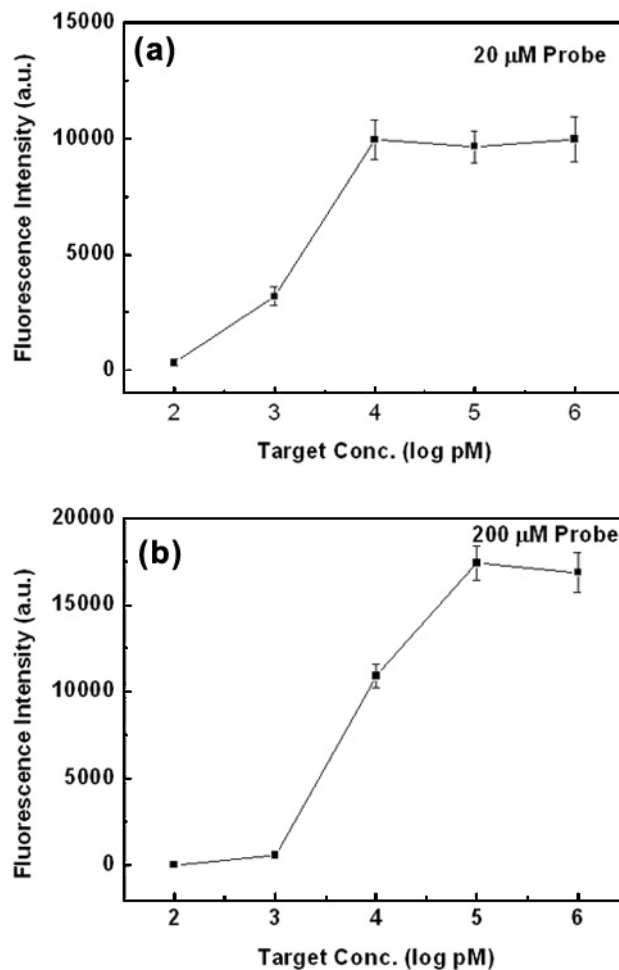 15000
(a)
20 μM Probe
10000
5000
0
Fluorescence Intensity (a.u.)
2 3 4 5 6
Target Conc. (log pM)
20000
(b)
200 μM Probe
15000
10000
5000
0
Fluorescence Intensity (a.u.)
2 3 4 5 6
Target Conc. (log pM)